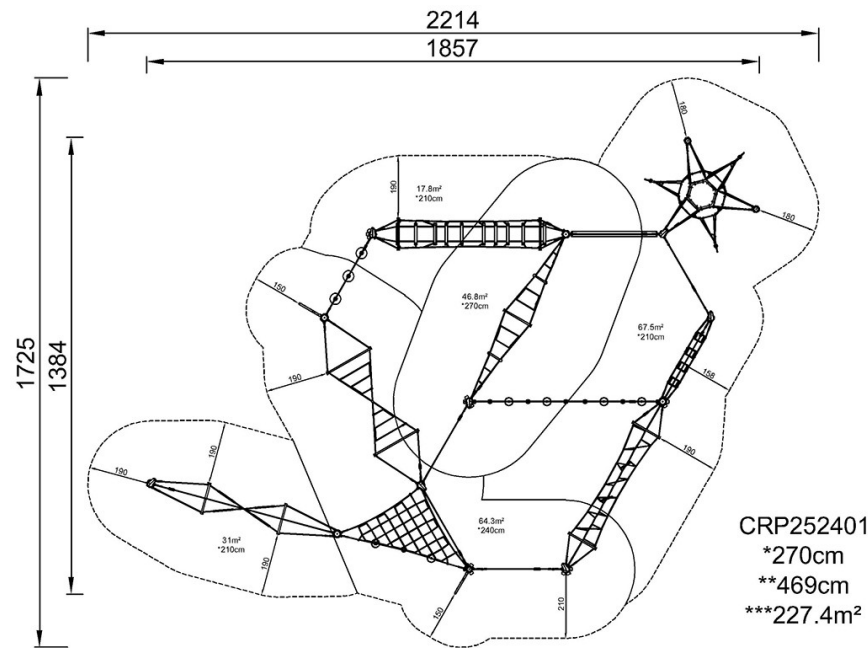 2214
1857
1725
1384
180
180
190
17.8m²
*210cm
150
46.8m²
*270cm
67.5m²
*210cm
158
190
190
190
190
31m²
*210cm
190
64.3m²
*240cm
150
210
CRP252401
*270cm
**469cm
***227.4m²